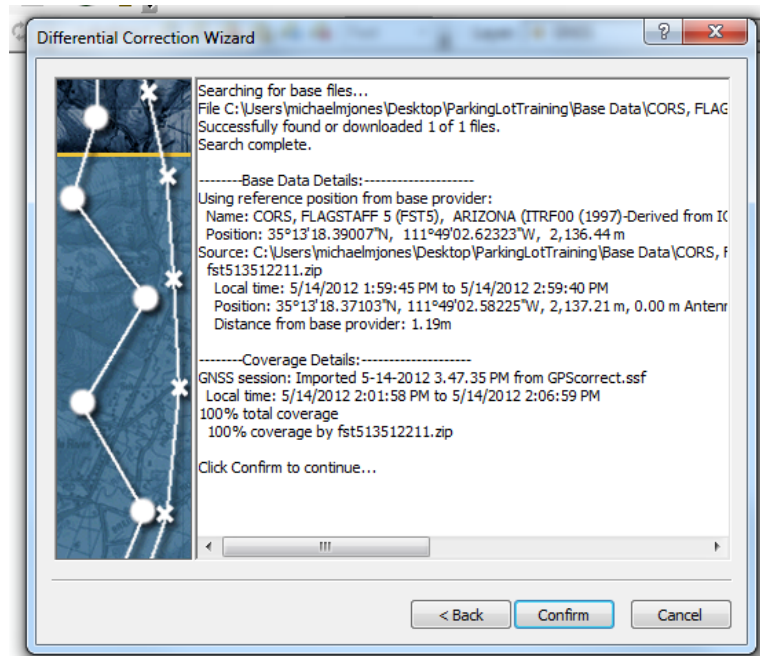 Differential Correction Wizard
Searching for base files...
File C:\Users\michaelmjones\Desktop\ParkingLotTraining\Base Data\CORS, FLAG
Successfully found or downloaded 1 of 1 files.
Search complete.
--------Base Data Details:--------------------
Using reference position from base provider:
Name: CORS, FLAGSTAFF 5 (FST5), ARIZONA (ITRF00 (1997)-Derived from
Position: 35°13'18.39007"N, 111°49'02.62323"W, 2,136.44 m
Source: C:\Users\michaelmjones\Desktop\ParkingLotTraining\Base Data\CORS,
fst513512211.zip
Local time: 5/14/2012 1:59:45 PM to 5/14/2012 2:59:40 PM
Position: 35°13'18.37103"N, 111°49'02.58225"W, 2,137.21 m, 0.00 m Antenr
Distance from base provider: 1.19m
--------Coverage Details:--------------------
GNSS session: Imported 5-14-2012 3.47.35 PM from GPScorrect.ssf
Local time: 5/14/2012 2:01:58 PM to 5/14/2012 2:06:59 PM
100% total coverage
100% coverage by fst513512211.zip
Click Confirm to continue...
< Back
Confirm
Cancel